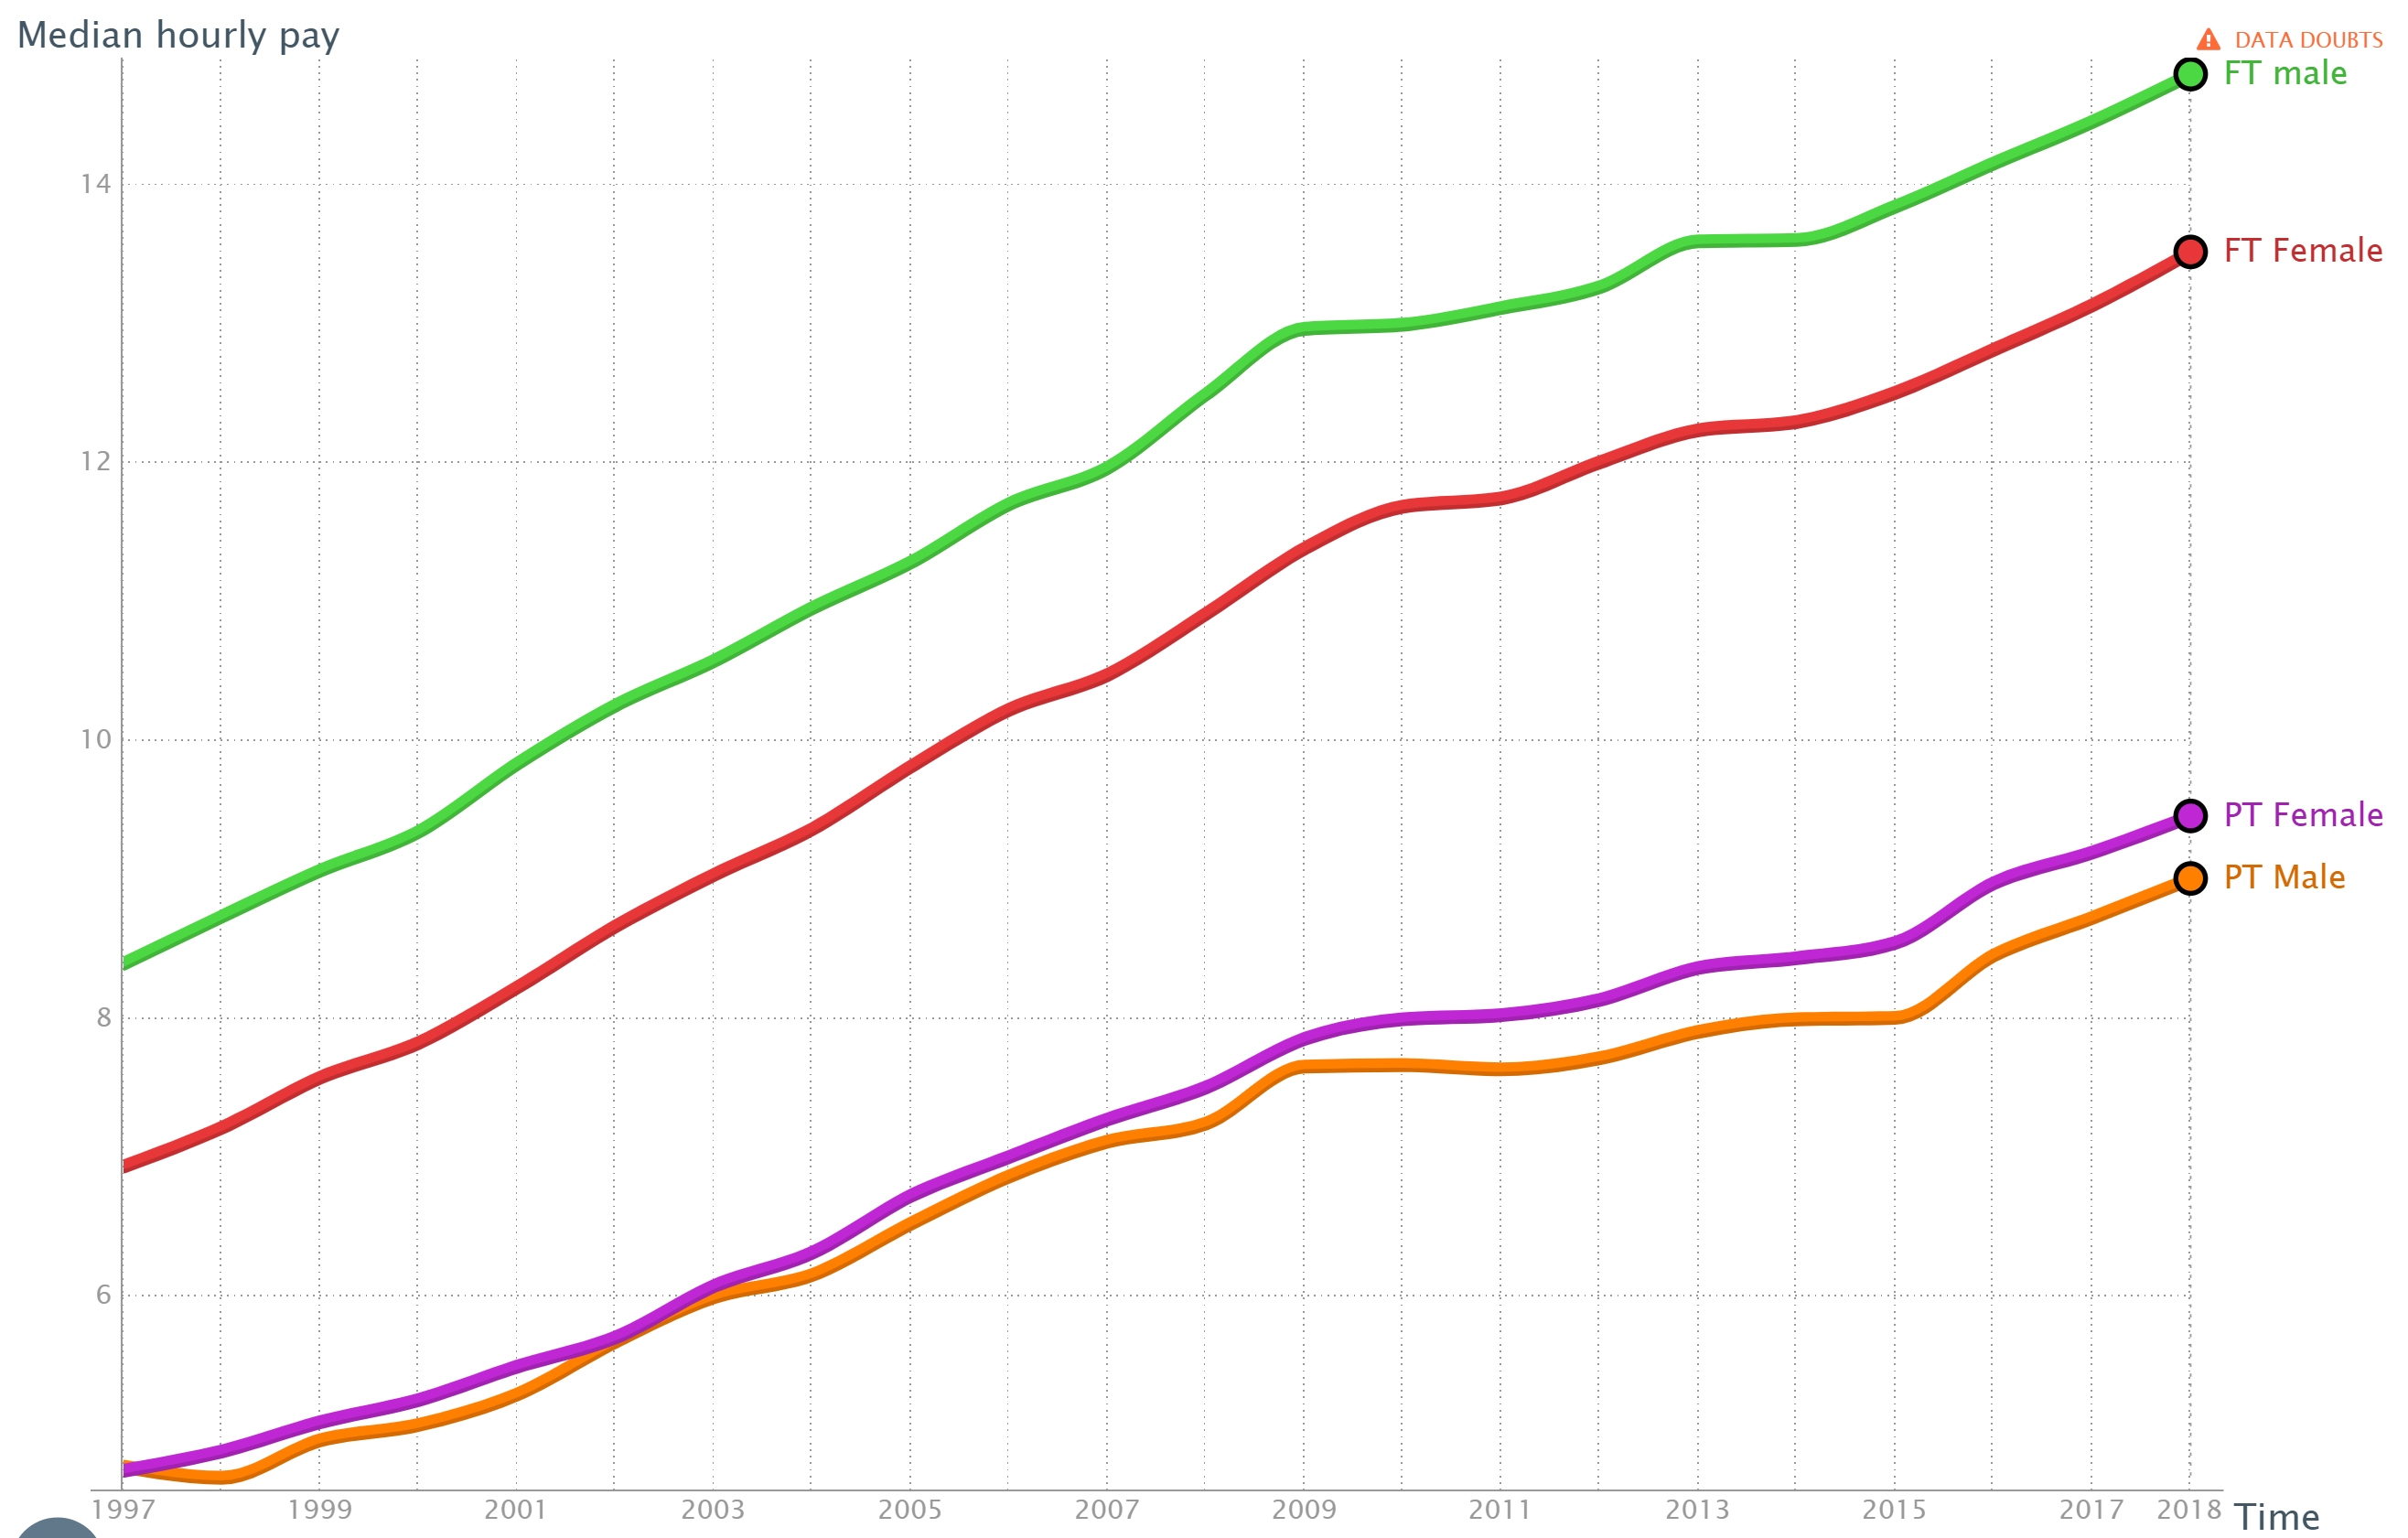 Median hourly pay
DATA DOUBTS
FT male
14
FT Female
12
10
PT Female
PT Male
8
6
1997 1999 2001 2003 2005 2007 2009 2011 2013 2015 2017 2018
Time